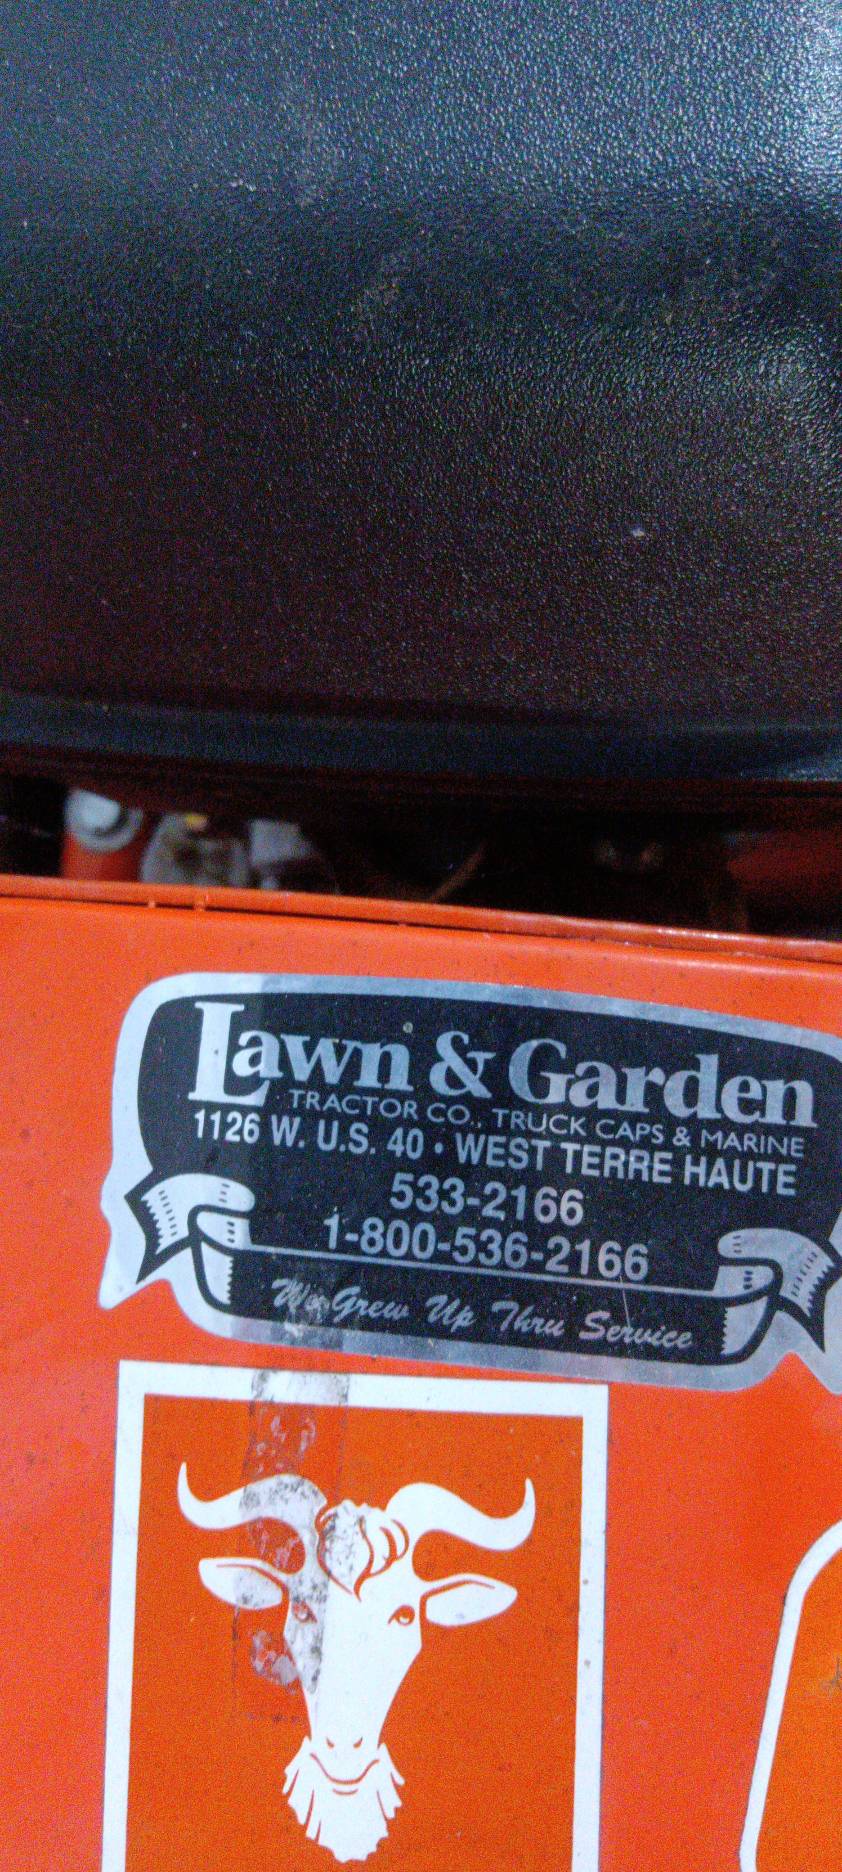 Lawn & Garden
TRACTOR CO., TRUCK CAPS & MARINE
1126 W. U.S. 40 • WEST TERRE HAUTE
533-2166
1-800-536-2166
We Grew Up Thru Service